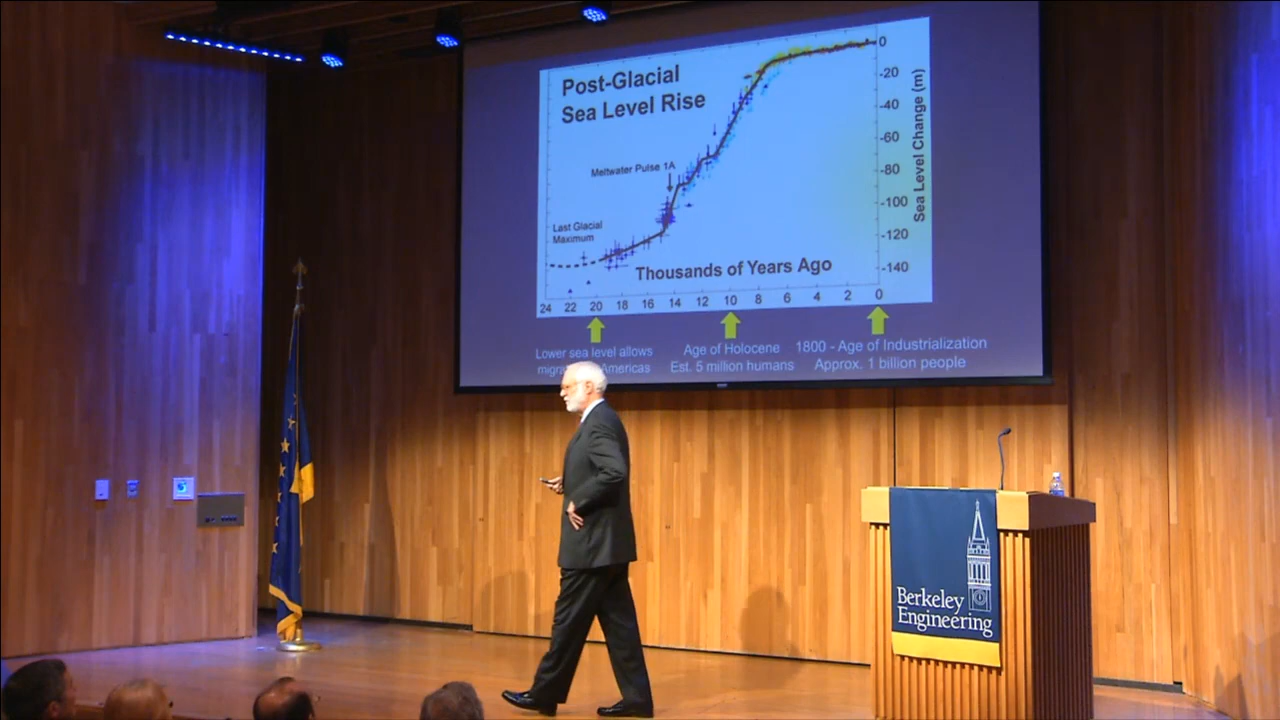 Post-Glacial
Sea Level Rise
Meltwater Pulse 1A
Last Glacial
Maximum
Thousands of Years Ago
24 22 20 18 16 14 12 10 8 6 4 2 0
0
-20
-40
-60
-80
-100
-120
-140
Sea Level Change (m)
Lower sea level allows
Americas
Age of Holocene
Est. 5 million humans
1800 - Age of Industrialization
Approx. 1 billion people
Berkeley
Engineering